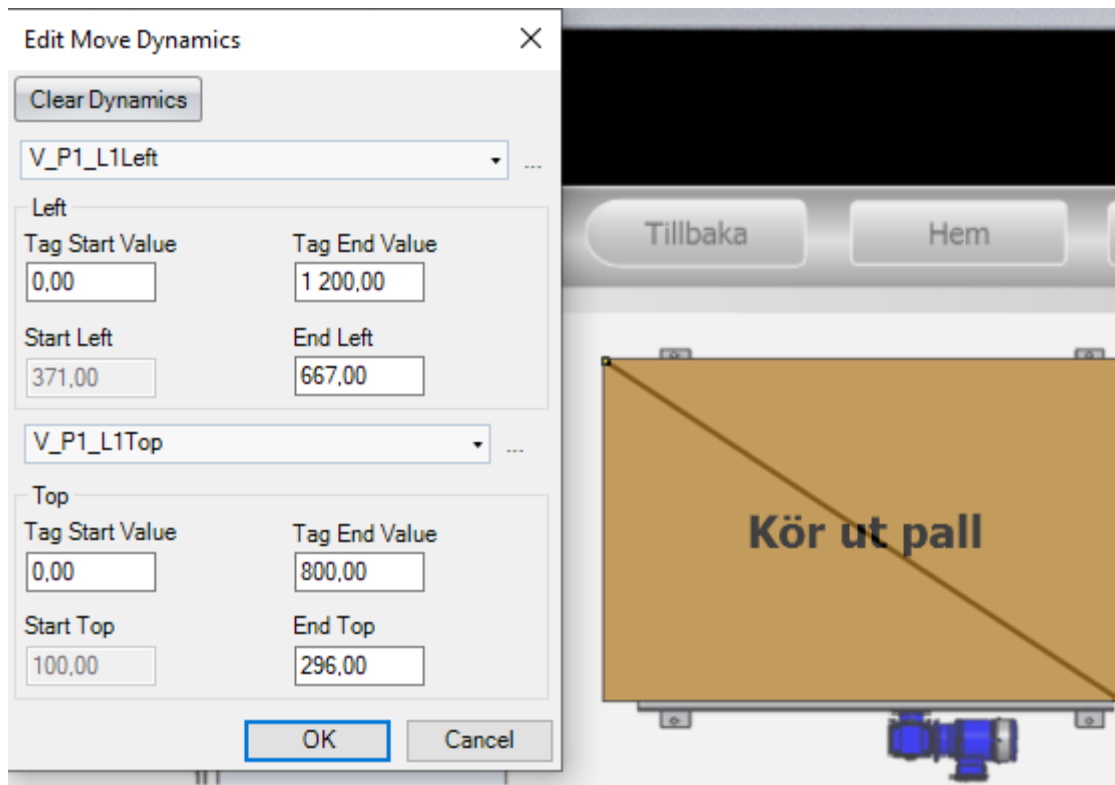 Edit Move Dynamics
Clear Dynamics
V_P1_L1Left
...
Left
Tag Start Value Tag End Value
0,00 1 200,00
Start Left End Left
371,00 667,00
V_P1_L1Top
...
Top
Tag Start Value Tag End Value
0,00 800,00
Start Top End Top
100,00 296,00
OK Cancel
Tillbaka Hem
Kör ut pall